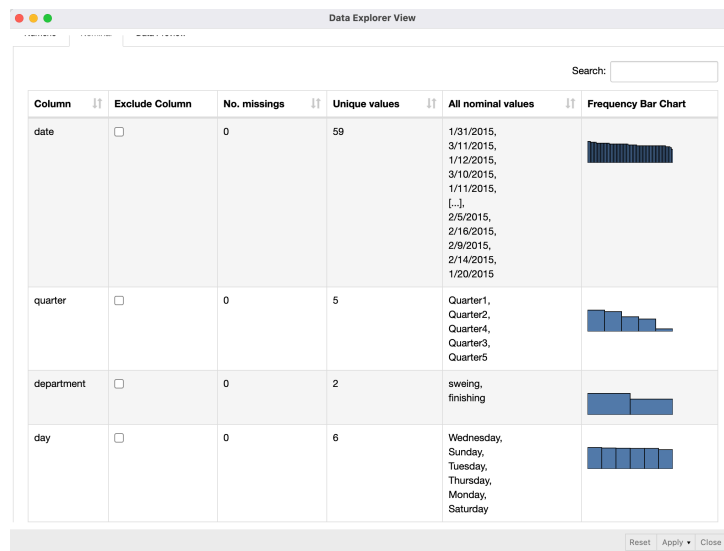 Data Explorer View
Search:
Column Exclude Column No. missings Unique values All nominal values Frequency Bar Chart
date 0 59 1/31/2015,
3/11/2015,
1/12/2015,
3/10/2015,
1/11/2015,
[...],
2/5/2015,
2/16/2015,
2/9/2015,
2/14/2015,
1/20/2015
quarter 0 5 Quarter1,
Quarter2,
Quarter4,
Quarter3,
Quarter5
department 0 2 sweing,
finishing
day 0 6 Wednesday,
Sunday,
Tuesday,
Thursday,
Monday,
Saturday
Reset Apply Close